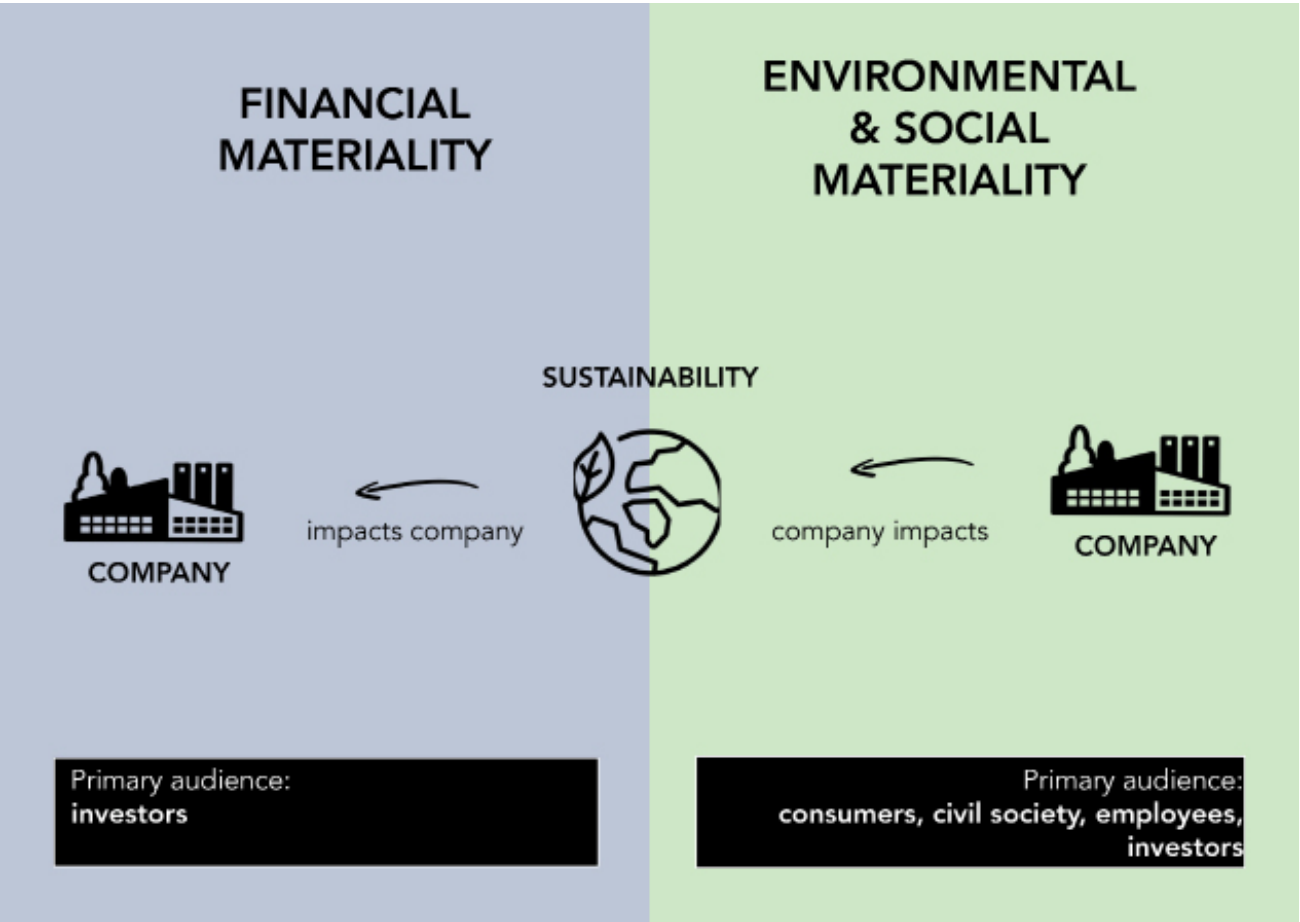 FINANCIAL
MATERIALITY
ENVIRONMENTAL
& SOCIAL
MATERIALITY
SUSTAINABILITY
impacts company
COMPANY
company impacts
COMPANY
Primary audience:
investors
Primary audience:
consumers, civil society, employees,
investors